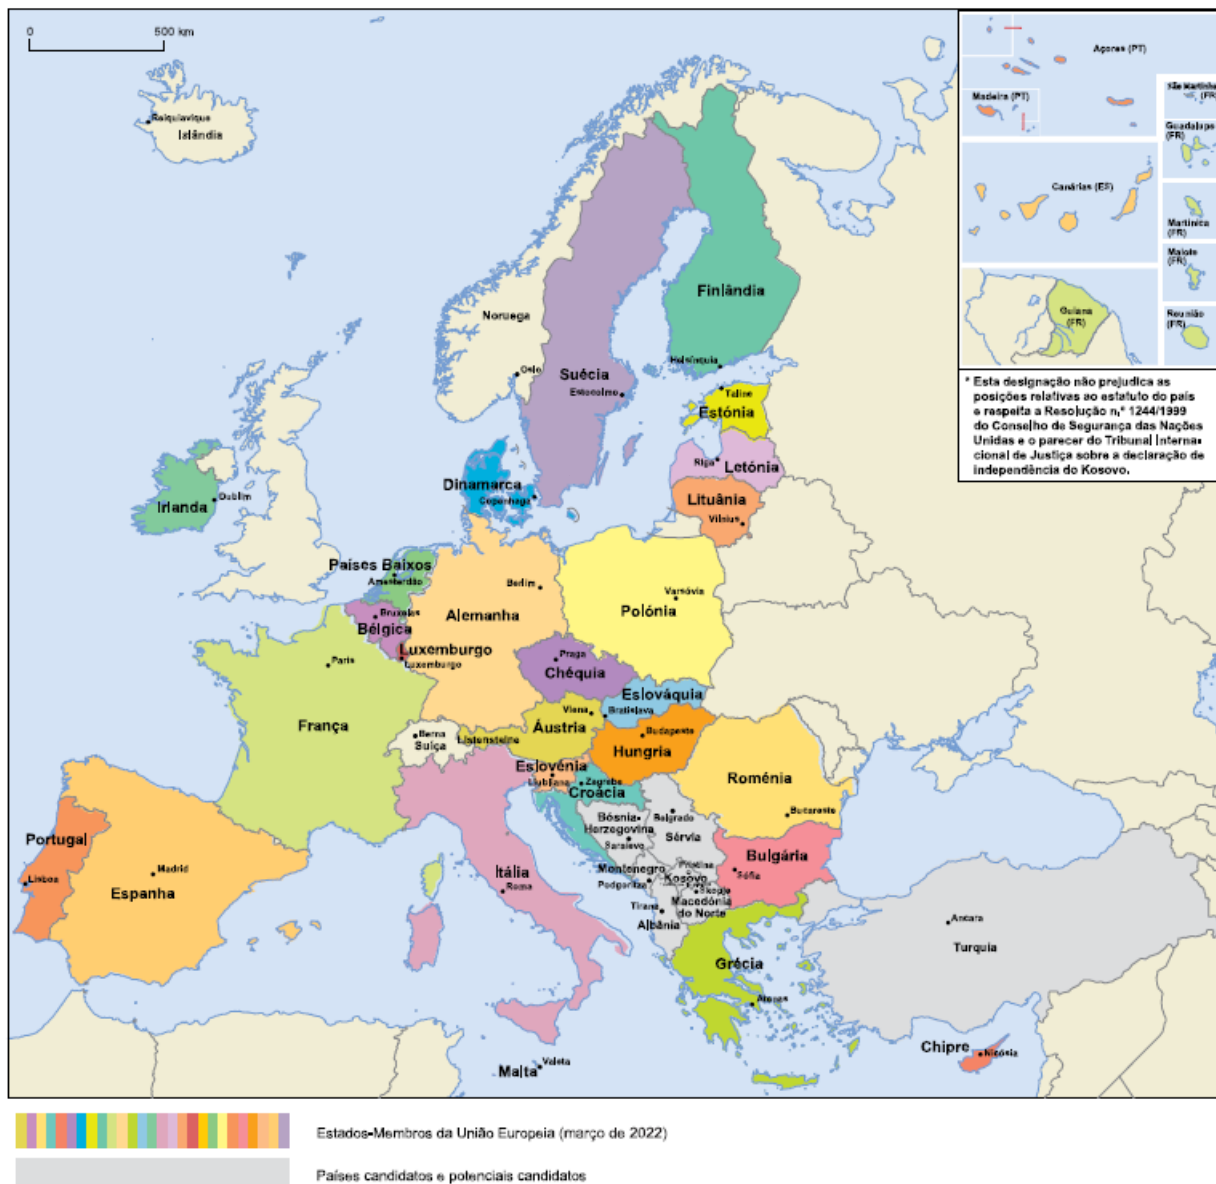 0
500 km
Açores (PT)
Madeira (PT)
São Martinho
(FR)
Guadalupe
(FR)
Canárias (ES)
Martinica
(FR)
Maiote
(FR)
Guiana
(FR)
Reunião
(FR)
* Esta designação não prejudica as
posições relativas ao estatuto do país
e respeita a Resolução n.º 1244/1999
do Conselho de Segurança das Nações
Unidas e o parecer do Tribunal Interna-
cional de Justiça sobre a declaração de
independência do Kosovo.
Reiquiavique
Islândia
Noruega
Oslo
Suécia
Estocolmo
Finlândia
Helsínquia
Taline
Estónia
Riga
Letónia
Lituânia
Vilnius
Dinamarca
Copenhaga
Dublim
Irlanda
Países Baixos
Amesterdão
Bruxelas
Bélgica
Luxemburgo
Luxemburgo
Berlim
Alemanha
Varsóvia
Polónia
Praga
Chéquia
Eslováquia
Bratislava
Viena
Áustria
Listenstaine
Berna
Suíça
Paris
França
Budapeste
Hungria
Eslovénia
Liubliana
Zagrebe
Croácia
Roménia
Bucareste
Bósnia-
Herzegovina
Saraievo
Belgrado
Sérvia
Montenegro
Podgoritza
Pristina
Kosovo
Skopje
Macedónia
do Norte
Tirana
Albânia
Bulgária
Sófia
Grécia
Atenas
Ancara
Turquia
Chipre
Nicósia
Itália
Roma
Malta
Valeta
Portugal
Lisboa
Madrid
Espanha
Estados-Membros da União Europeia (março de 2022)
Países candidatos e potenciais candidatos